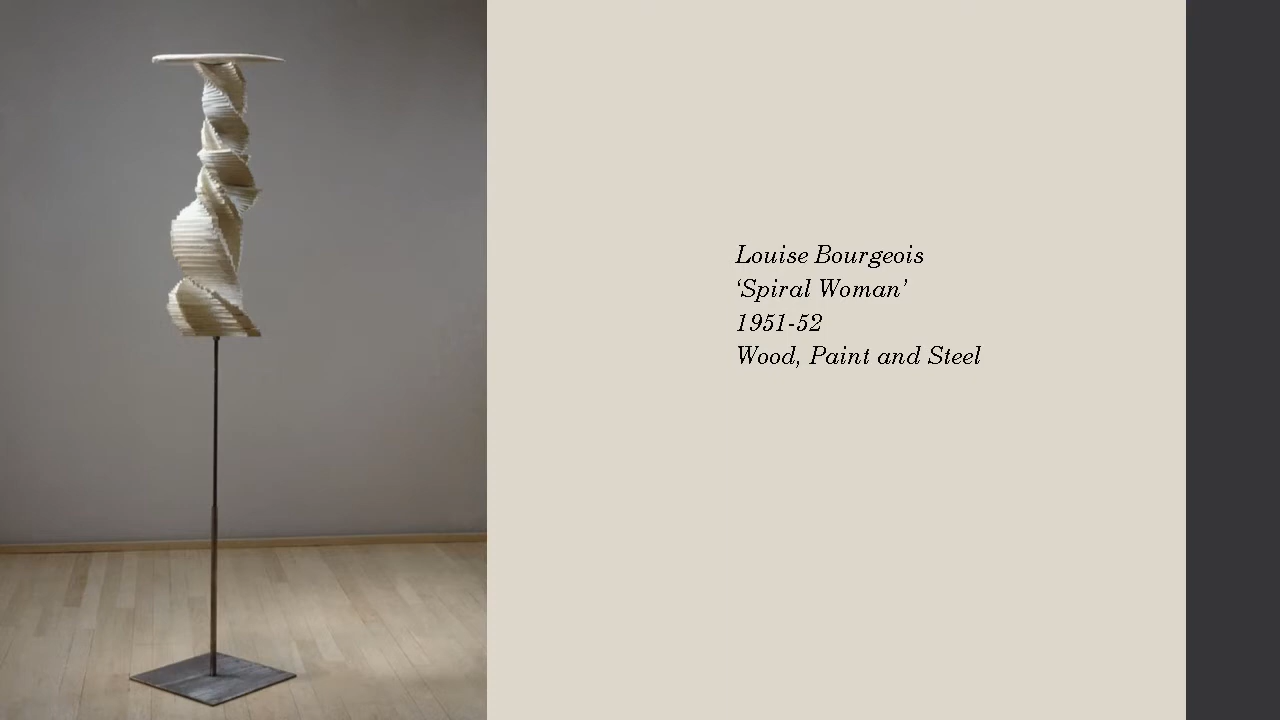 Louise Bourgeois
‘Spiral Woman’
1951-52
Wood, Paint and Steel